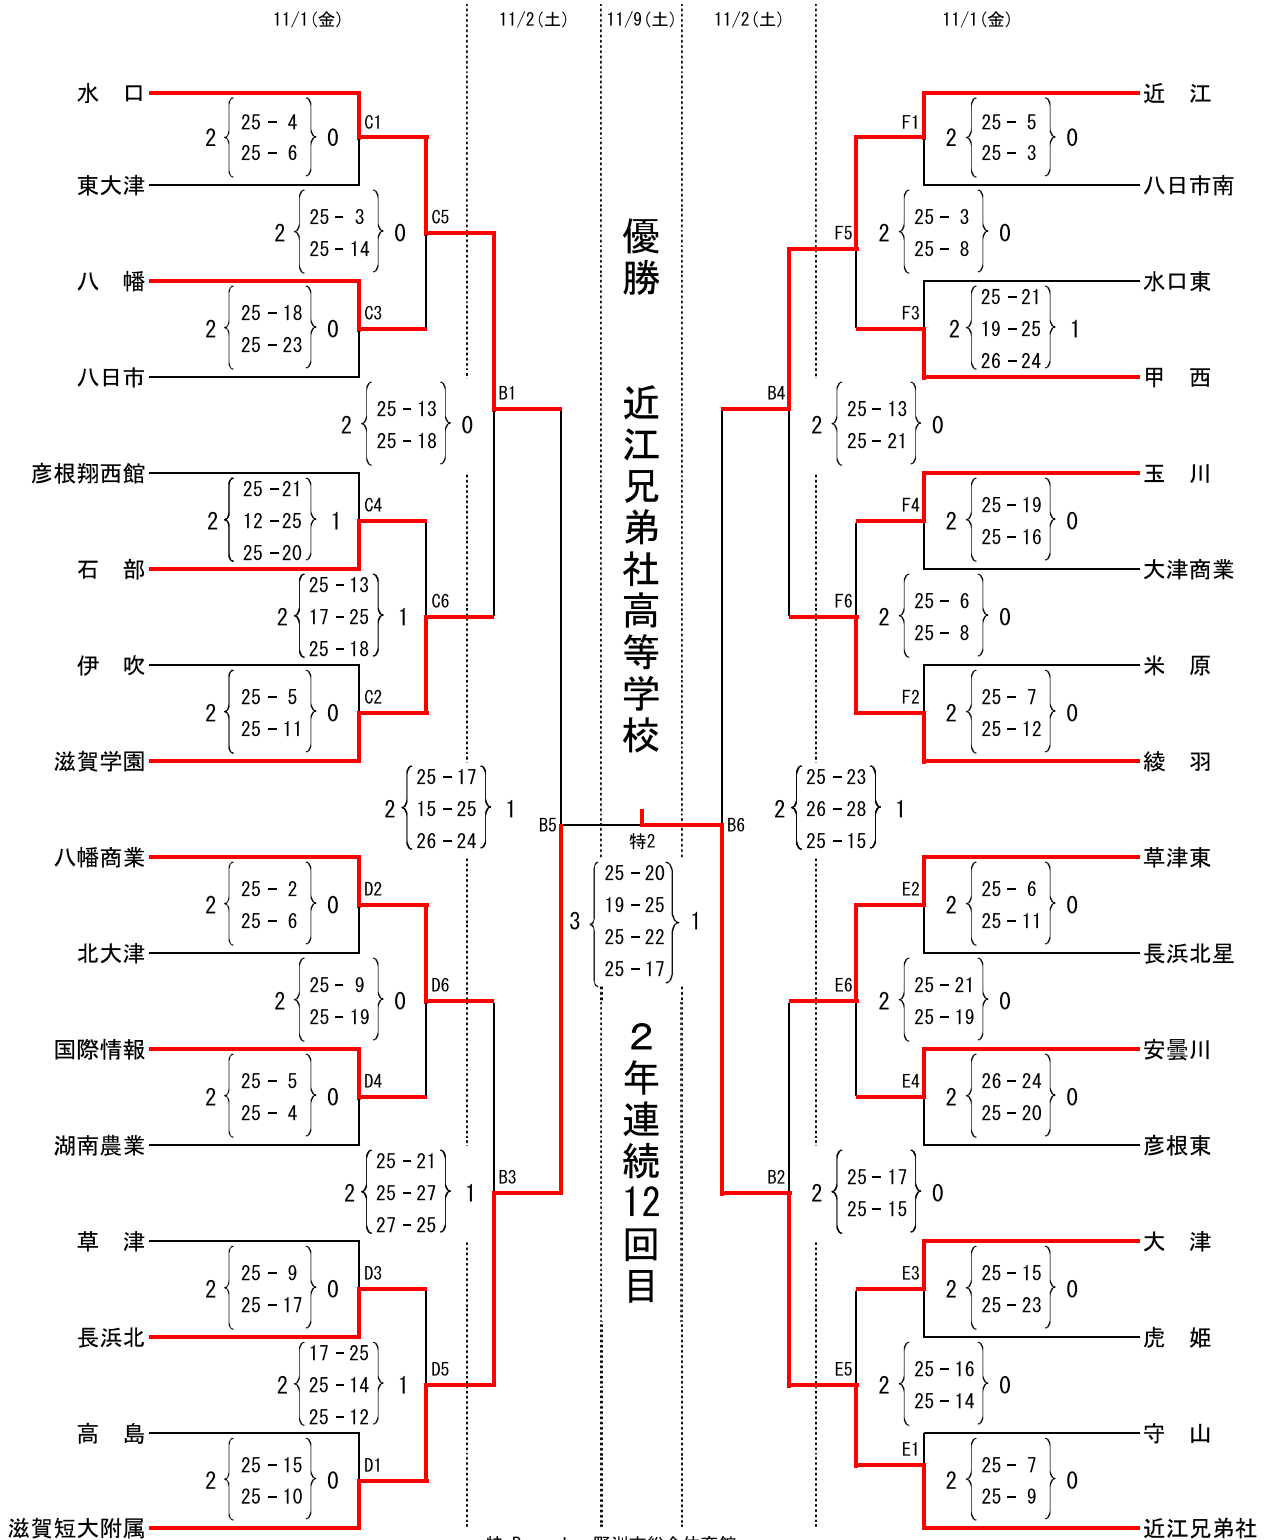 11/1(金)
11/2(土)
11/9(土)
11/2(土)
11/1(金)
水　口
2 25 - 4 0
25 - 6
C1
東大津
2 25 - 3 0
25 - 14
C5
八　幡
2 25 - 18 0
25 - 23
C3
八日市
2 25 - 13 0
25 - 18
B1
彦根翔西館
25 - 21
2 12 - 25 1
25 - 20
C4
石　部
25 - 13
2 17 - 25 1
25 - 18
C6
伊　吹
2 25 - 5 0
25 - 11
C2
滋賀学園
25 - 17
2 15 - 25 1
26 - 24
B5
八幡商業
2 25 - 2 0
25 - 6
D2
北大津
2 25 - 9 0
25 - 19
D6
国際情報
2 25 - 5 0
25 - 4
D4
湖南農業
25 - 21
2 25 - 27 1
27 - 25
B3
草　津
2 25 - 9 0
25 - 17
D3
長浜北
17 - 25
2 25 - 14 1
25 - 12
D5
高　島
2 25 - 15 0
25 - 10
D1
滋賀短大附属
優勝　近江兄弟社高等学校
特2
25 - 20
19 - 25
3 25 - 22 1
25 - 17
２年連続12回目
近　江
F1
2 25 - 5 0
25 - 3
八日市南
F5
2 25 - 3 0
25 - 8
水口東
F3
25 - 21
2 19 - 25 1
26 - 24
甲　西
B4
2 25 - 13 0
25 - 21
玉　川
F4
2 25 - 19 0
25 - 16
大津商業
F6
2 25 - 6 0
25 - 8
米　原
F2
2 25 - 7 0
25 - 12
綾　羽
B6
25 - 23
2 26 - 28 1
25 - 15
草津東
E2
2 25 - 6 0
25 - 11
長浜北星
E6
2 25 - 21 0
25 - 19
安曇川
E4
2 26 - 24 0
25 - 20
彦根東
B2
2 25 - 17 0
25 - 15
大　津
E3
2 25 - 15 0
25 - 23
虎　姫
E5
2 25 - 16 0
25 - 14
守　山
E1
2 25 - 7 0
25 - 9
近江兄弟社